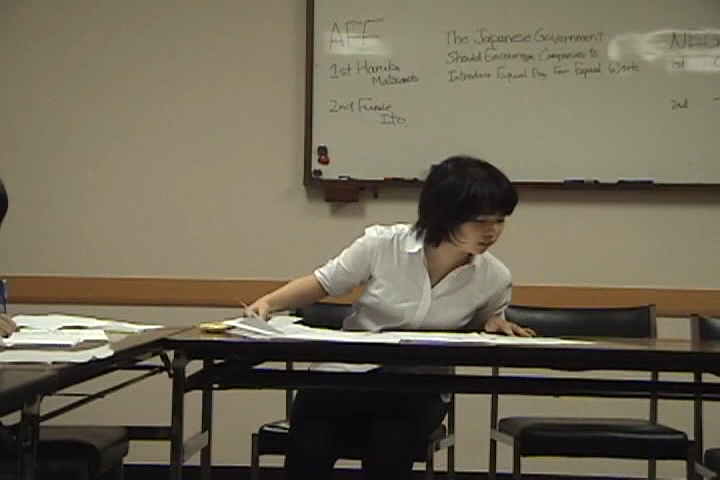 AFF
The Japanese Government
Should Encourage Companies to
Introduce Equal Pay For Equal Work
1st Haruka
Matsumoto
2nd Fumie
Ito
NEG
1st
2nd